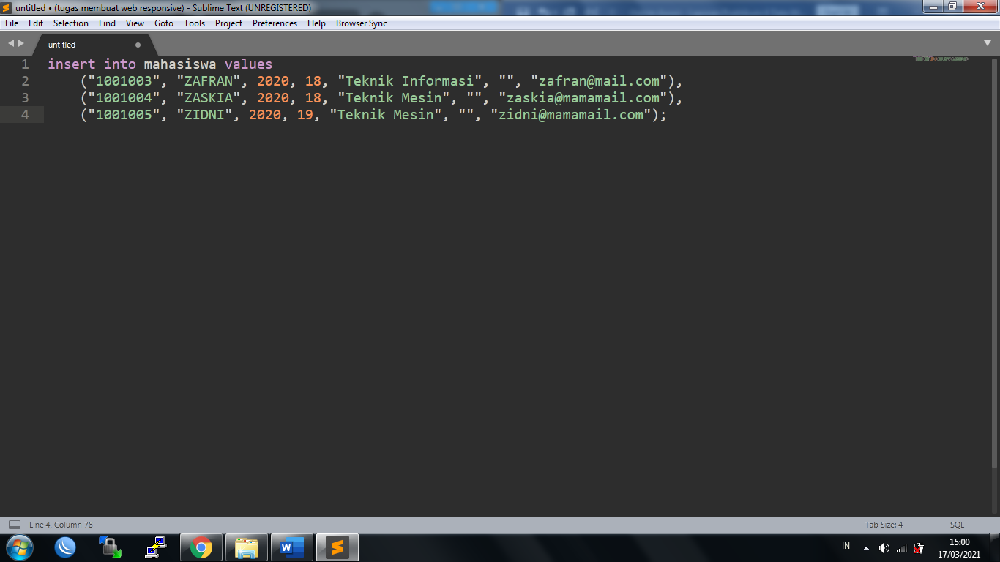 untitled • (tugas membuat web responsive) - Sublime Text (UNREGISTERED)
File Edit Selection Find View Goto Tools Project Preferences Help Browser Sync
untitled
1 insert into mahasiswa values
2 ("1001003", "ZAFRAN", 2020, 18, "Teknik Informasi", "", "zafran@mail.com"),
3 ("1001004", "ZASKIA", 2020, 18, "Teknik Mesin", "", "zaskia@mamamail.com"),
4 ("1001005", "ZIDNI", 2020, 19, "Teknik Mesin", "", "zidni@mamamail.com");
Line 4, Column 78 Tab Size: 4 SQL
IN
15:00
17/03/2021